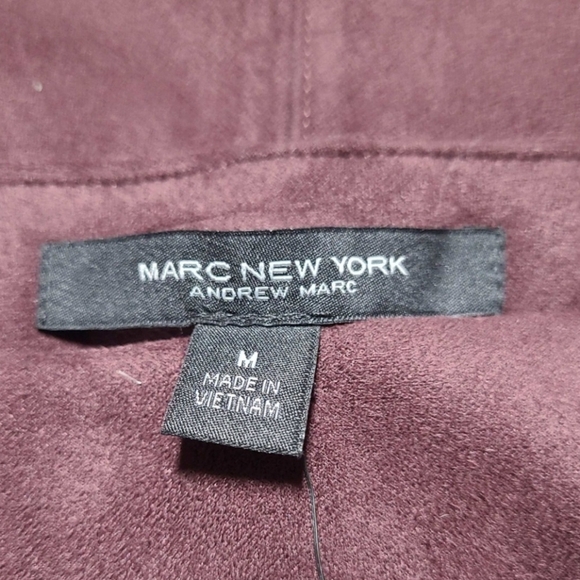 MARC NEW YORK
ANDREW MARC
M
MADE IN
VIETNAM